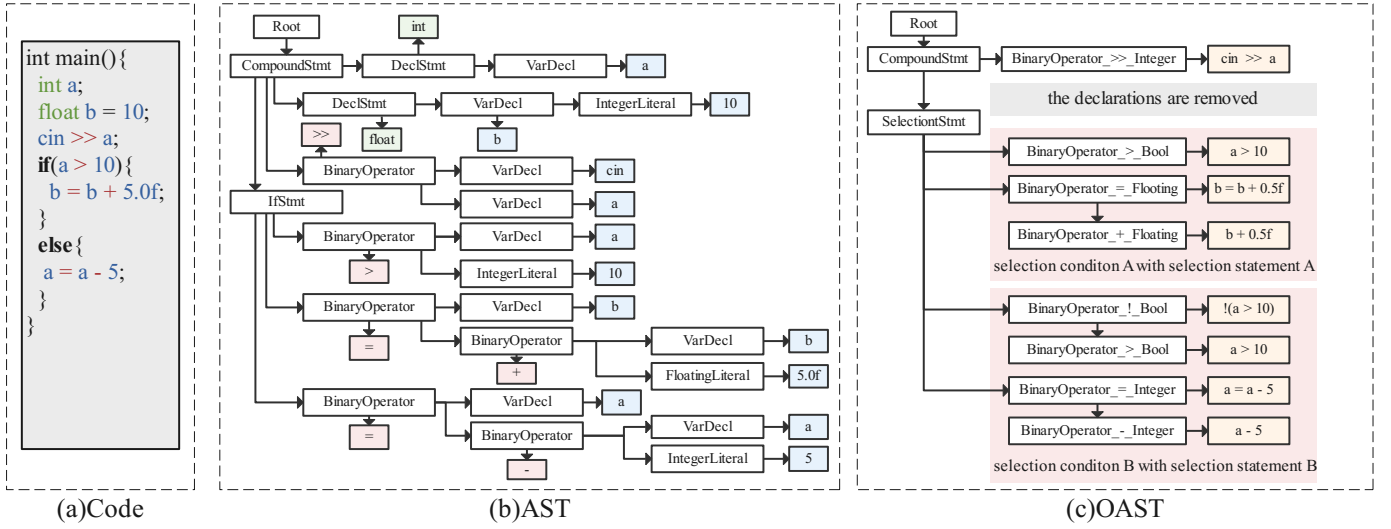 int main(){
int a;
float b = 10;
cin >> a;
if(a > 10){
b = b + 5.0f;
}
else{
a = a - 5;
}
}
(a)Code
Root
int
CompoundStmt
DeclStmt
VarDecl
a
DeclStmt
VarDecl
IntegerLiteral
10
>>
float
b
BinaryOperator
VarDecl
cin
IfStmt
VarDecl
a
BinaryOperator
VarDecl
a
>
IntegerLiteral
10
BinaryOperator
VarDecl
b
=
BinaryOperator
VarDecl
b
+
FloatingLiteral
5.0f
BinaryOperator
VarDecl
a
=
BinaryOperator
VarDecl
a
-
IntegerLiteral
5
(b)AST
Root
CompoundStmt
BinaryOperator_>>_Integer
cin >> a
the declarations are removed
SelectiontStmt
BinaryOperator_>_Bool
a > 10
BinaryOperator_=_Flooting
b = b + 0.5f
BinaryOperator_+_Floating
b + 0.5f
selection conditon A with selection statement A
BinaryOperator_!_Bool
!(a > 10)
BinaryOperator_>_Bool
a > 10
BinaryOperator_=_Integer
a = a - 5
BinaryOperator_-_Integer
a - 5
selection conditon B with selection statement B
(c)OAST